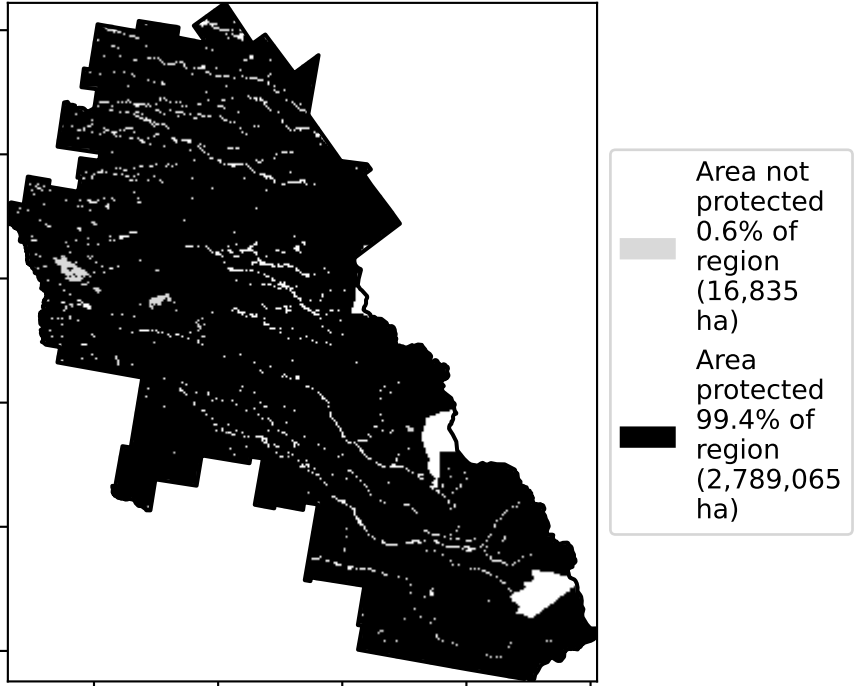 Area not
protected
0.6% of
region
(16,835
ha)
Area
protected
99.4% of
region
(2,789,065
ha)